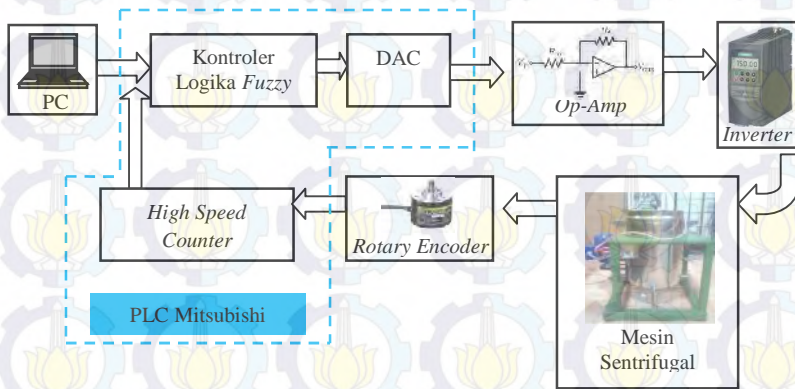 PC
Kontroler
Logika Fuzzy
DAC
Op-Amp
Inverter
High Speed
Counter
Rotary Encoder
Mesin
Sentrifugal
PLC Mitsubishi